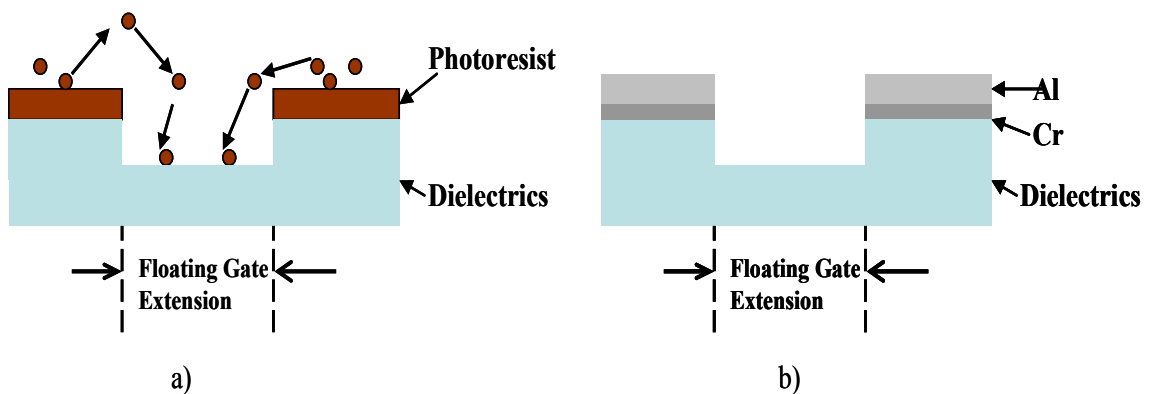 Photoresist
Dielectrics
Floating Gate
Extension
a)
Al
Cr
Dielectrics
Floating Gate
Extension
b)